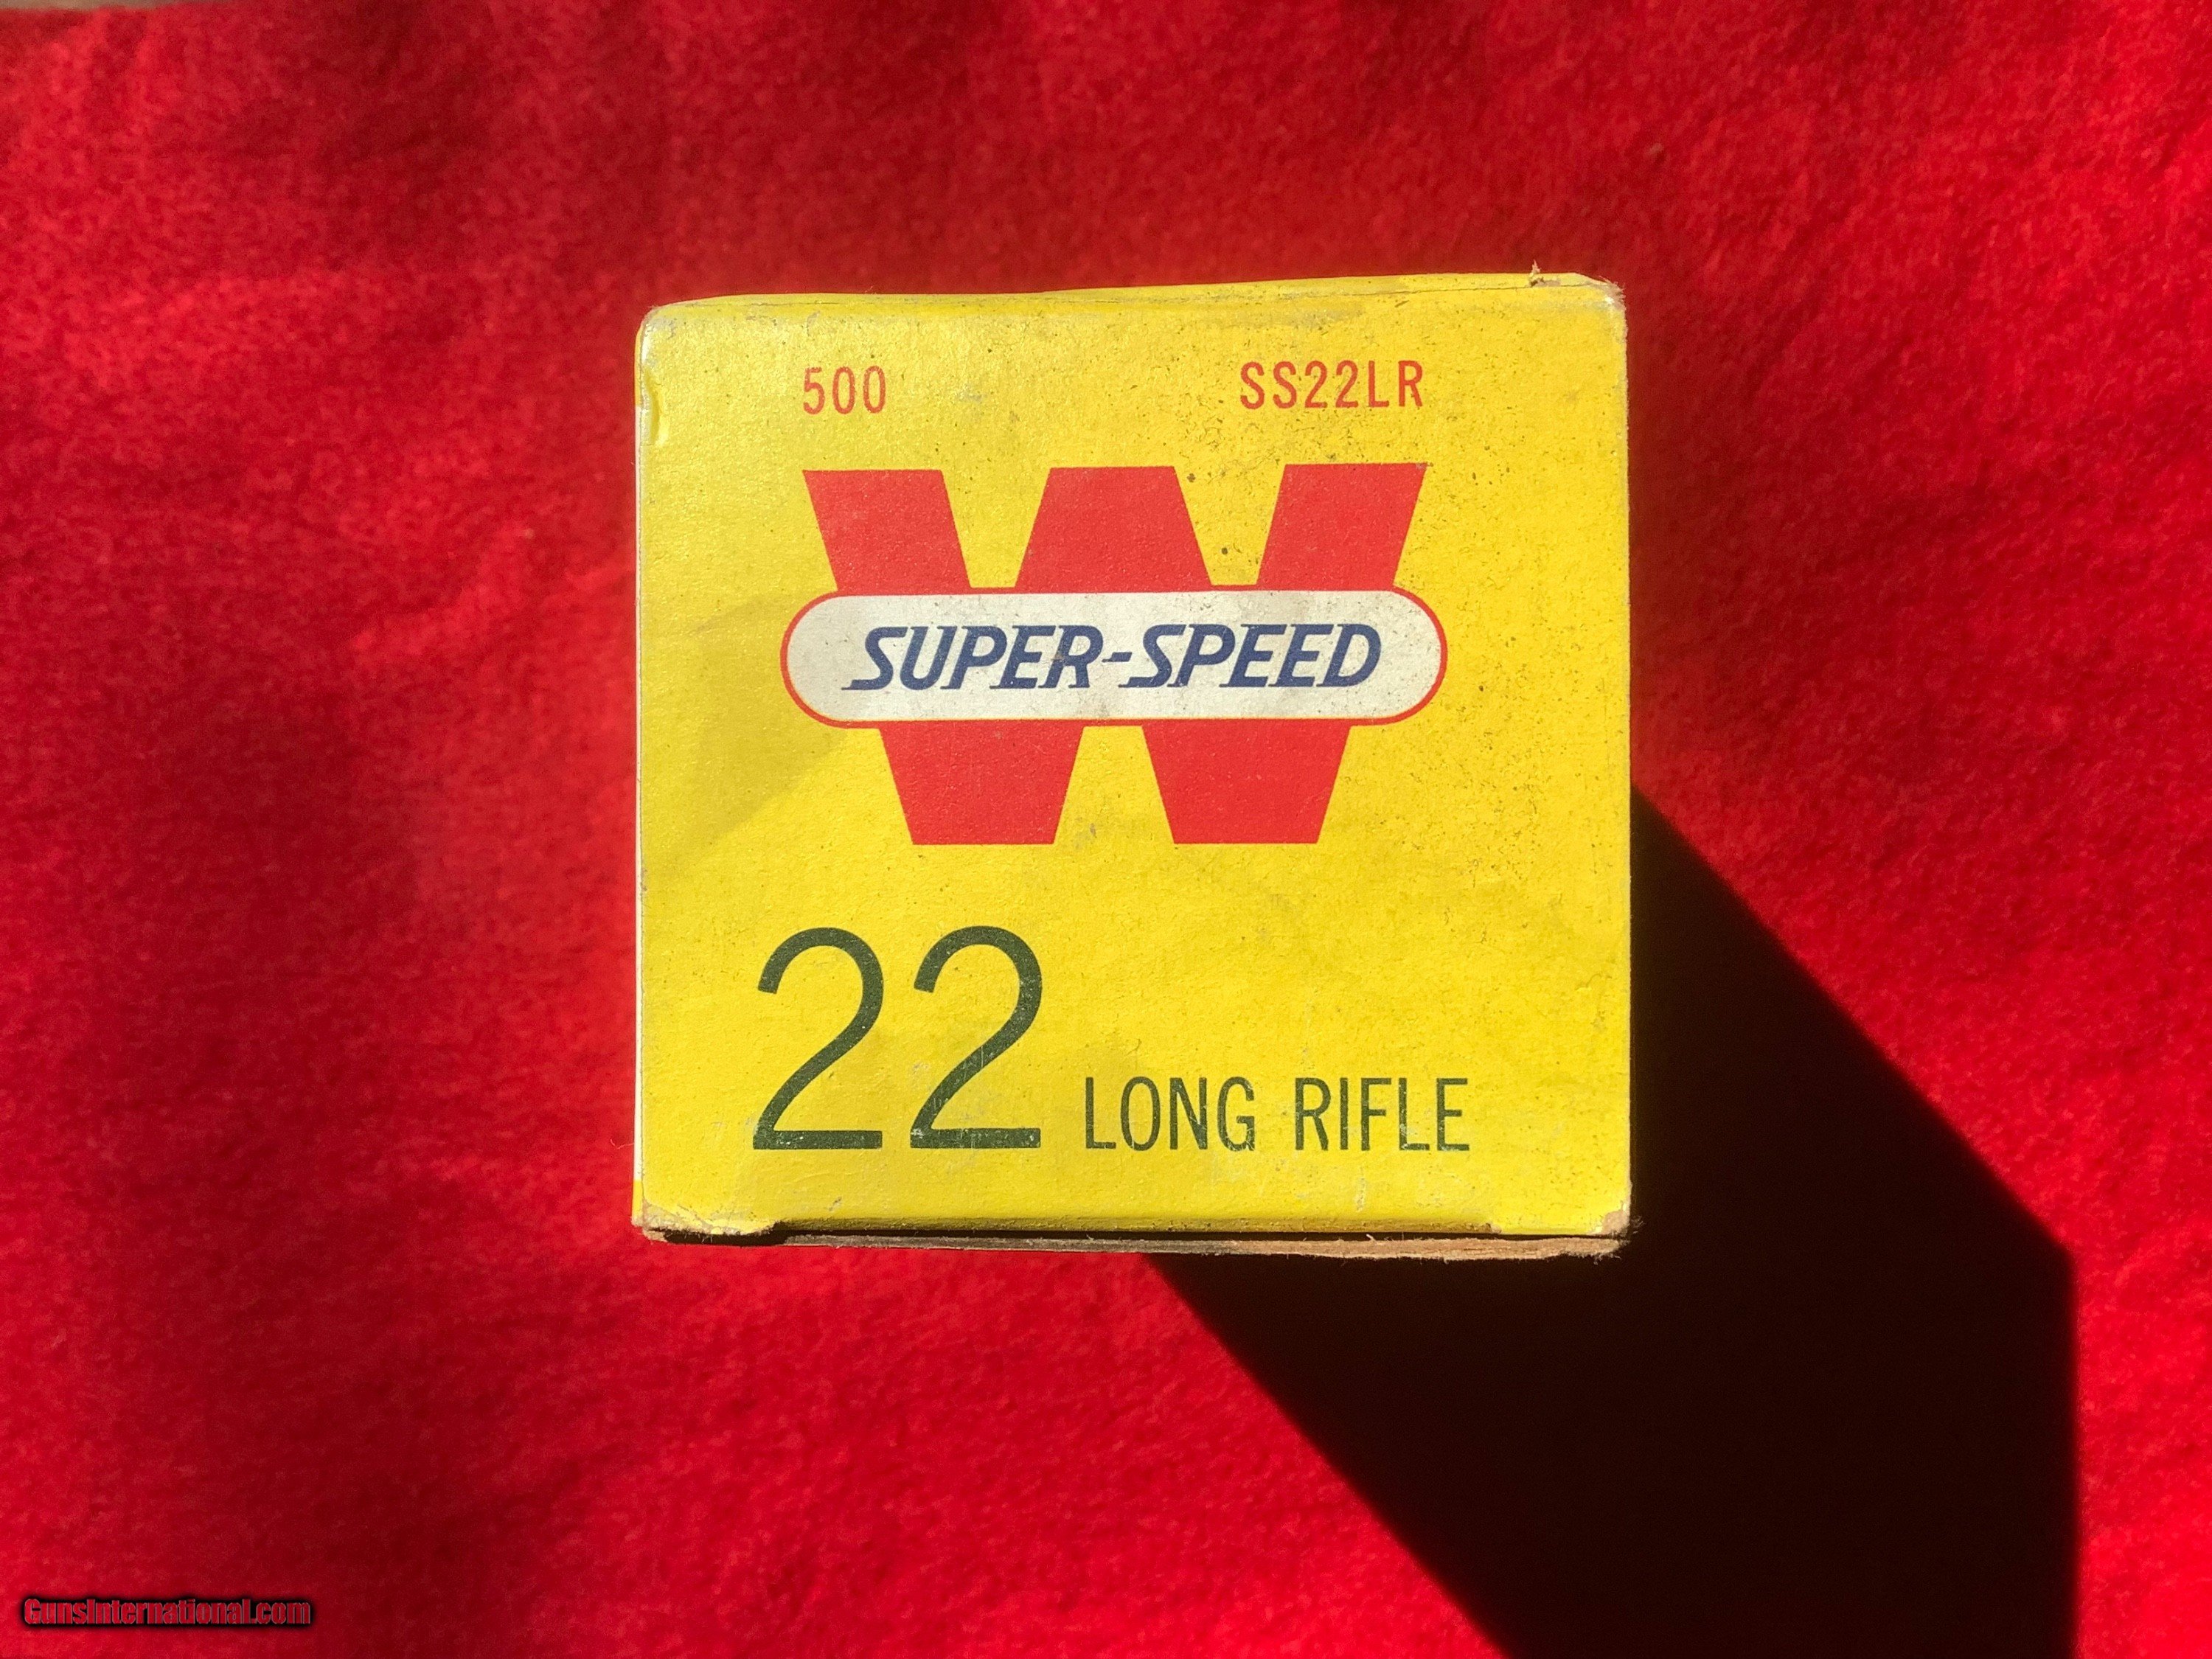 500 SS22LR
W
SUPER-SPEED
22 LONG RIFLE
GunsInternational.com